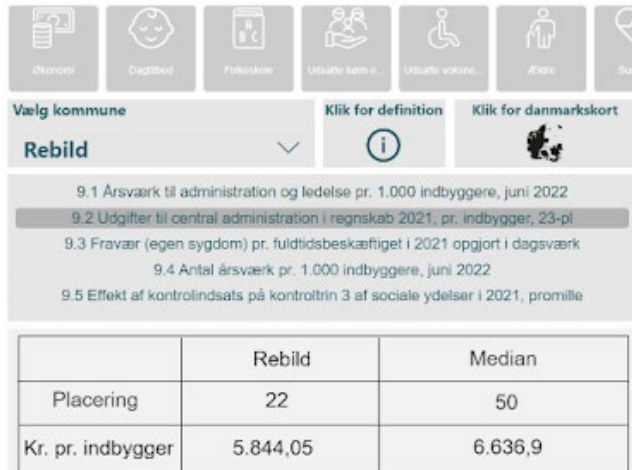 A
B C
Økonomi
Dagtilbud
Folkeskole
Udsatte børn o...
Udsatte voksne...
Ældre
Vælg kommune
Klik for definition
Klik for danmarkskort
Rebild
i
9.1 Årsværk til administration og ledelse pr. 1.000 indbyggere, juni 2022
9.2 Udgifter til central administration i regnskab 2021, pr. indbygger, 23-pl
9.3 Fravær (egen sygdom) pr. fuldtidsbeskæftiget i 2021 opgjort i dagsværk
9.4 Antal årsværk pr. 1.000 indbyggere, juni 2022
9.5 Effekt af kontrolindsats på kontroltrin 3 af sociale ydelser i 2021, promille
Rebild Median
Placering 22 50
Kr. pr. indbygger 5.844,05 6.636,9